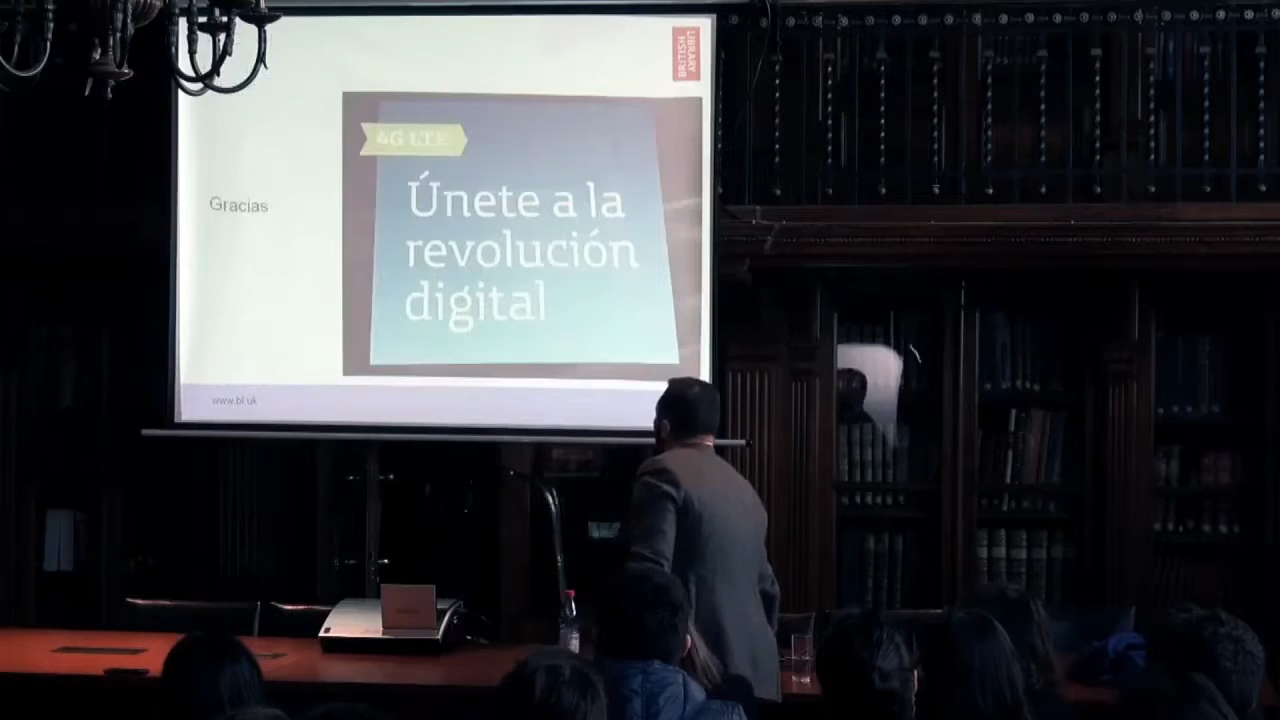 BRITISH
LIBRARY
4G LTE
Únete a la
revolución
digital
Gracias
www.bl.uk